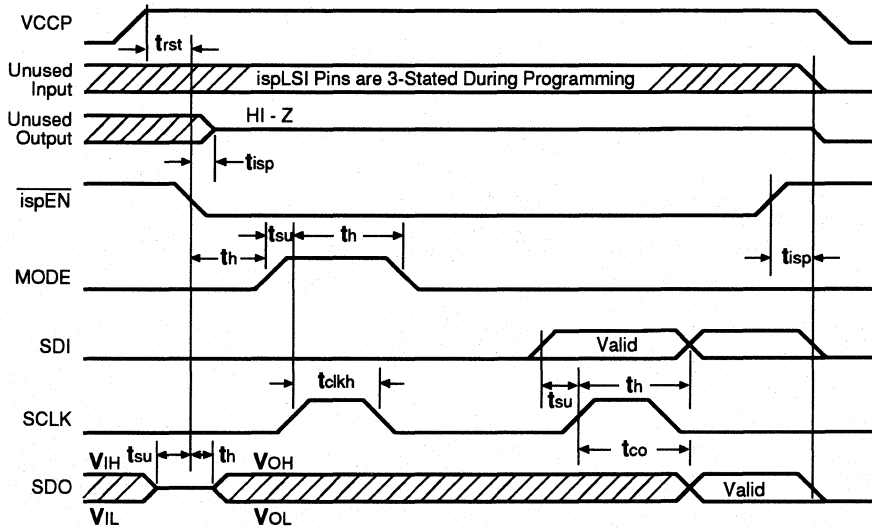 VCCP
trst
Unused
Input
ispLSI Pins are 3-Stated During Programming
Unused
Output
HI - Z
tisp
ispEN
th
tsu
th
tisp
MODE
SDI
Valid
tclkh
tsu
th
SCLK
tsu
th
tco
VIH
VOH
SDO
Valid
VIL
VOL